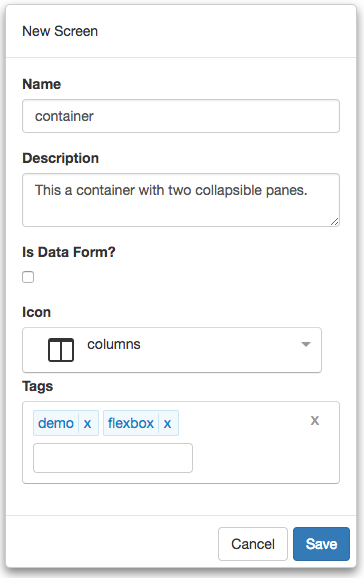 New Screen
Name
container
Description
This a container with two collapsible panes.
Is Data Form?
Icon
columns
Tags
demo x flexbox x x
Cancel Save